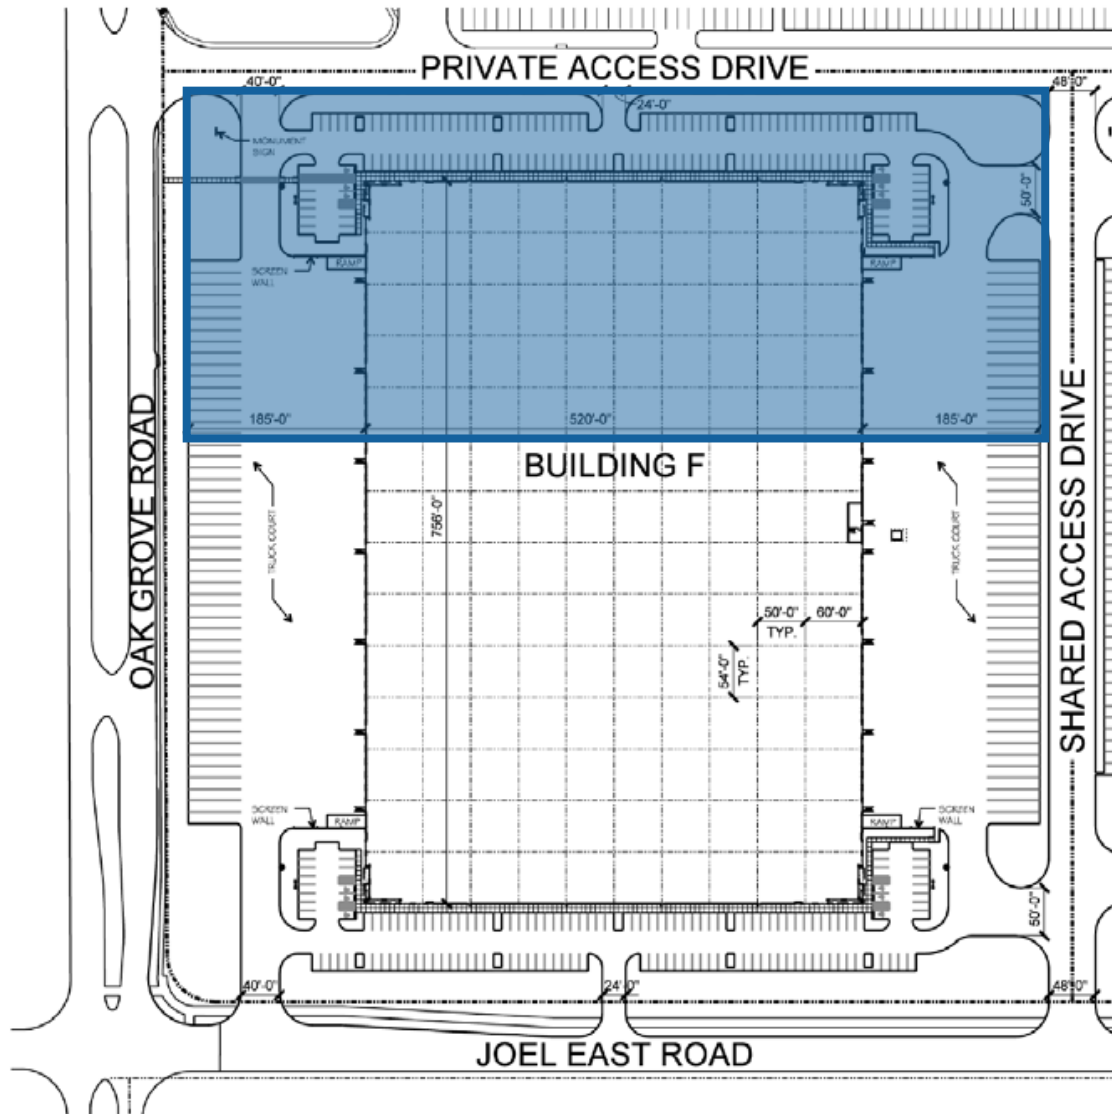 PRIVATE ACCESS DRIVE
40'-0"
48'-0"
24'-0"
MONUMENT
SIGN
50'-0"
SCREEN
WALL
RAMP
RAMP
185'-0"
520'-0"
185'-0"
BUILDING F
OAK GROVE ROAD
TRUCK COURT
756'-0"
TRUCK COURT
SHARED ACCESS DRIVE
50'-0"
TYP.
60'-0"
54'-0"
TYP.
SCREEN
WALL
RAMP
RAMP
SCREEN
WALL
50'-0"
40'-0"
24'-0"
48'-0"
JOEL EAST ROAD